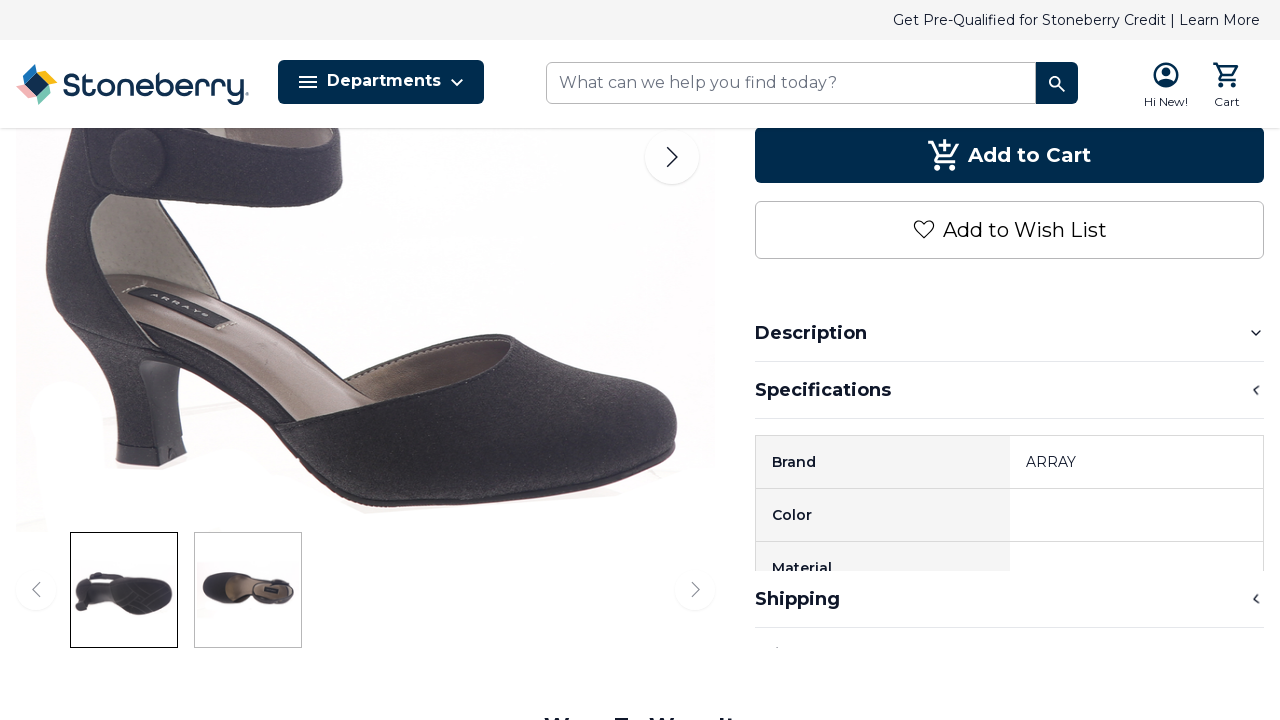 Get Pre-Qualified for Stoneberry Credit | Learn More
Stoneberry
Departments
What can we help you find today?
Hi New!
Cart
ARRAYS
Add to Cart
Add to Wish List
Description
Specifications
Brand ARRAY
Color
Material
Shipping